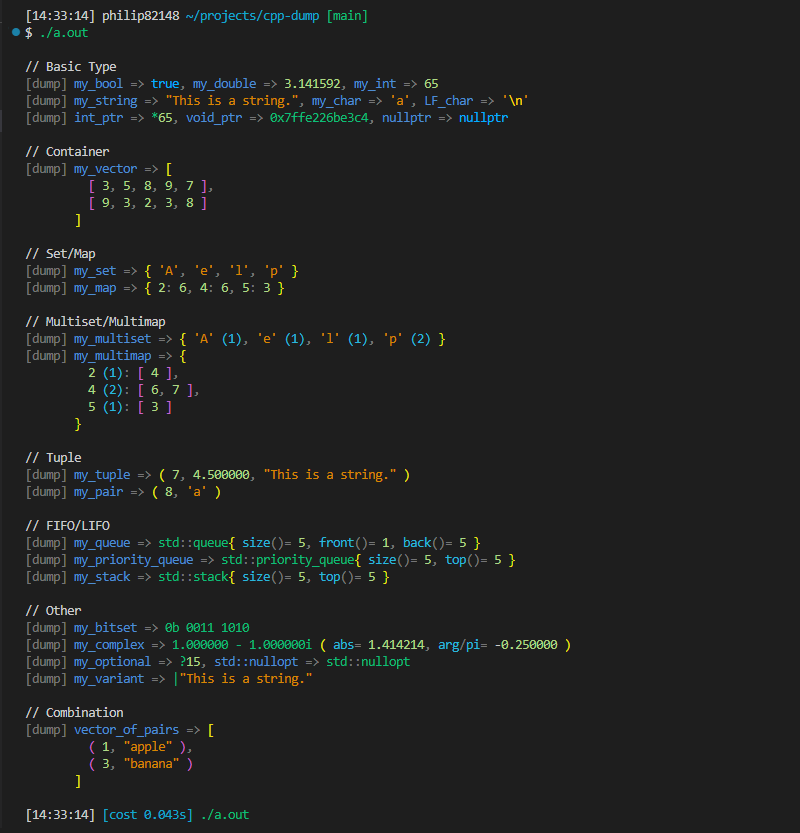 [14:33:14] philip82148 ~/projects/cpp-dump [main]
$ ./a.out

// Basic Type
[dump] my_bool => true, my_double => 3.141592, my_int => 65
[dump] my_string => "This is a string.", my_char => 'a', LF_char => '\n'
[dump] int_ptr => *65, void_ptr => 0x7ffe226be3c4, nullptr => nullptr

// Container
[dump] my_vector => [
         [ 3, 5, 8, 9, 7 ],
         [ 9, 3, 2, 3, 8 ]
       ]

// Set/Map
[dump] my_set => { 'A', 'e', 'l', 'p' }
[dump] my_map => { 2: 6, 4: 6, 5: 3 }

// Multiset/Multimap
[dump] my_multiset => { 'A' (1), 'e' (1), 'l' (1), 'p' (2) }
[dump] my_multimap => {
         2 (1): [ 4 ],
         4 (2): [ 6, 7 ],
         5 (1): [ 3 ]
       }

// Tuple
[dump] my_tuple => ( 7, 4.500000, "This is a string." )
[dump] my_pair => ( 8, 'a' )

// FIFO/LIFO
[dump] my_queue => std::queue{ size()= 5, front()= 1, back()= 5 }
[dump] my_priority_queue => std::priority_queue{ size()= 5, top()= 5 }
[dump] my_stack => std::stack{ size()= 5, top()= 5 }

// Other
[dump] my_bitset => 0b 0011 1010
[dump] my_complex => 1.000000 - 1.000000i ( abs= 1.414214, arg/pi= -0.250000 )
[dump] my_optional => ?15, std::nullopt => std::nullopt
[dump] my_variant => |"This is a string."

// Combination
[dump] vector_of_pairs => [
         ( 1, "apple" ),
         ( 3, "banana" )
       ]

[14:33:14] [cost 0.043s] ./a.out